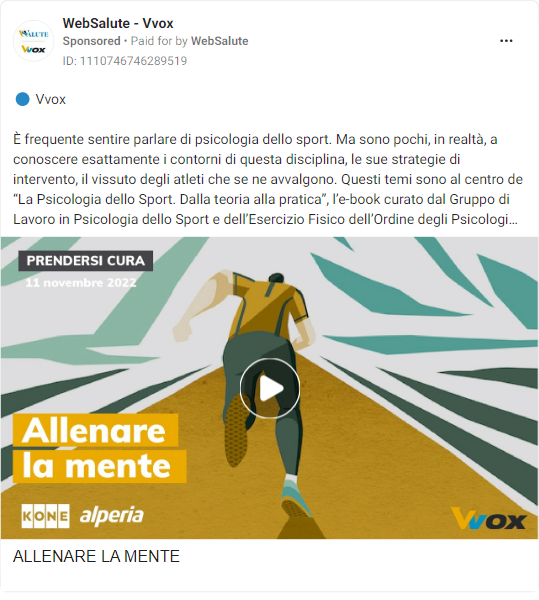 WebSalute - Vvox
Sponsored • Paid for by WebSalute
ID: 1110746746289519
Vvox
È frequente sentire parlare di psicologia dello sport. Ma sono pochi, in realtà, a
conoscere esattamente i contorni di questa disciplina, le sue strategie di
intervento, il vissuto degli atleti che se ne avvalgono. Questi temi sono al centro de
“La Psicologia dello Sport. Dalla teoria alla pratica”, l’e-book curato dal Gruppo di
Lavoro in Psicologia dello Sport e dell’Esercizio Fisico dell’Ordine degli Psicologi...
PRENDERSI CURA
11 novembre 2022
Allenare
la mente
KONE alperia
VVOX
ALLENARE LA MENTE